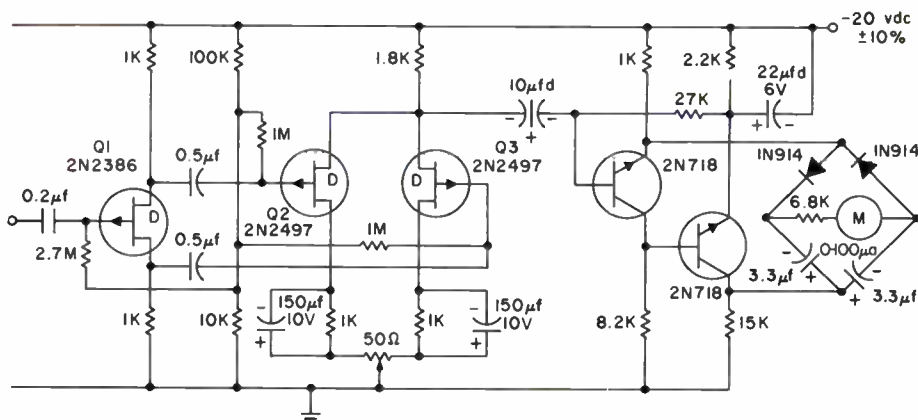 -20 vdc
±10%
1K
100K
1.8K
1K
2.2K
10µfd
22µfd
6V
27K
1M
Q1
2N2386
0.5µf
Q3
2N2497
1N914
1N914
D
D
D
2N718
6.8K
M
0.2µf
Q2
2N2497
1M
2.7M
0.5µf
0-100µa
3.3µf
3.3µf
2N718
150µf
10V
150µf
10V
1K
10K
1K
1K
50Ω
8.2K
15K
-
+
-
+
-
+
-
+
-
+
-
+
-